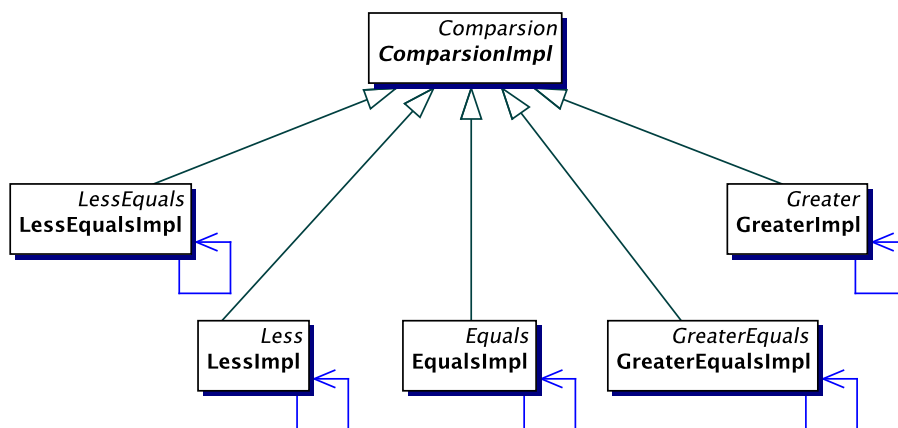 Comparsion
ComparsionImpl
LessEquals
LessEqualsImpl
Greater
GreaterImpl
Less
LessImpl
Equals
EqualsImpl
GreaterEquals
GreaterEqualsImpl